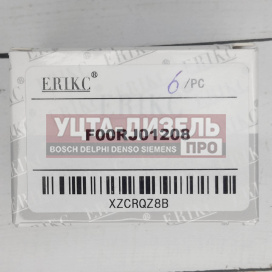 ERIKC®
6/PC
F00RJ01208
УЦТА-ДИЗЕЛЬ
ПРО
BOSCH DELPHI DENSO SIEMENS
XZCRQZ8B